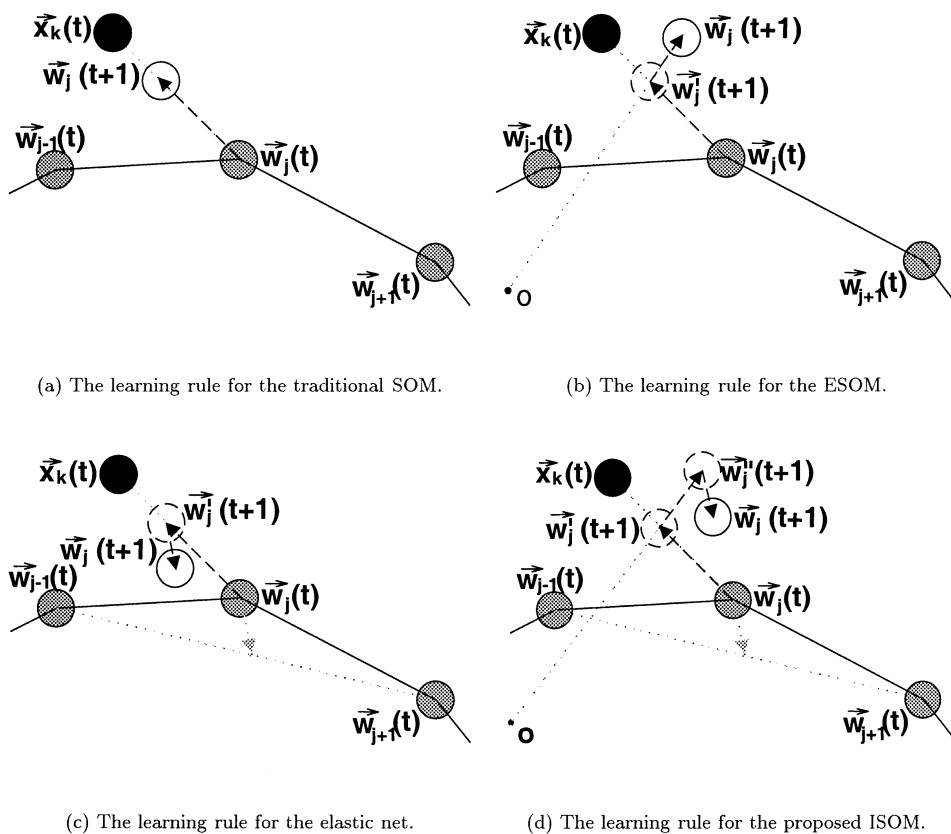 x⃗k(t)
w⃗j (t+1)
w⃗j-1(t)
w⃗j(t)
w⃗j+1(t)
(a) The learning rule for the traditional SOM.
x⃗k(t)
w⃗j (t+1)
w⃗'j (t+1)
w⃗j-1(t)
w⃗j(t)
w⃗j+1(t)
O
(b) The learning rule for the ESOM.
x⃗k(t)
w⃗'j (t+1)
w⃗j (t+1)
w⃗j-1(t)
w⃗j(t)
w⃗j+1(t)
(c) The learning rule for the elastic net.
x⃗k(t)
w⃗''j(t+1)
w⃗'j(t+1)
w⃗j (t+1)
w⃗j-1(t)
w⃗j(t)
w⃗j+1(t)
O
(d) The learning rule for the proposed ISOM.